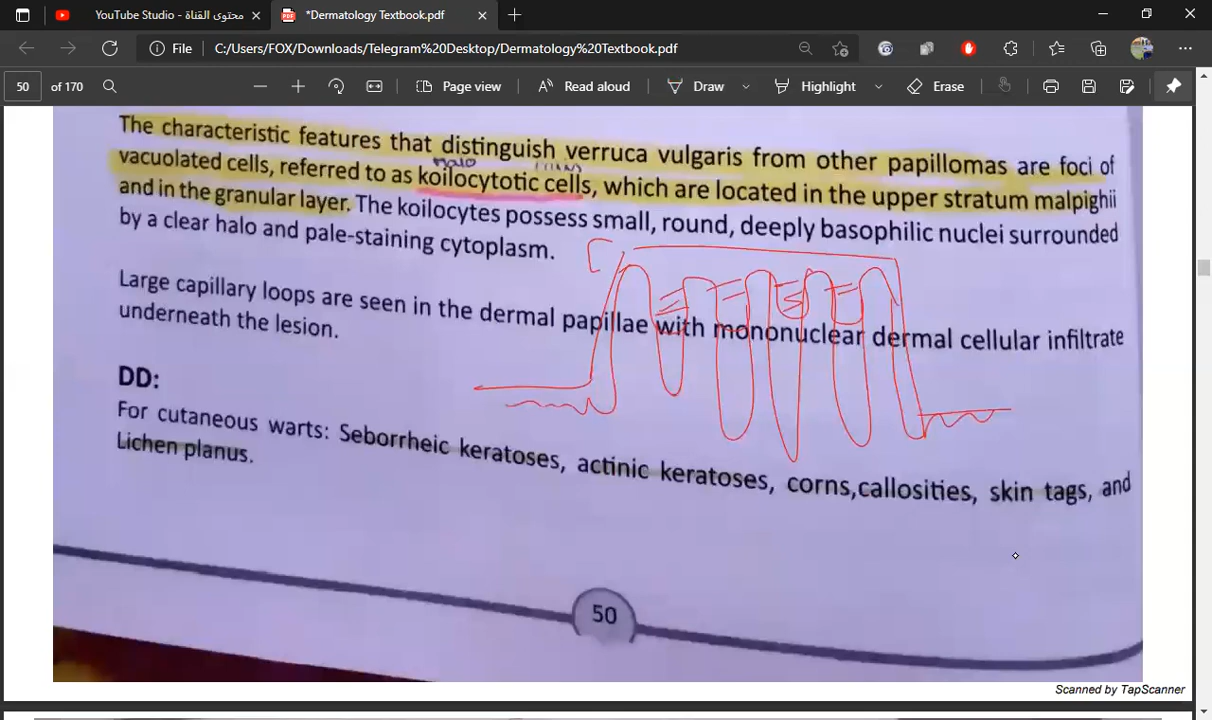 YouTube Studio - محتوى القناة
*Dermatology Textbook.pdf
File C:/Users/FOX/Downloads/Telegram%20Desktop/Dermatology%20Textbook.pdf
50 of 170 Page view Read aloud Draw Highlight Erase
The characteristic features that distinguish verruca vulgaris from other papillomas are foci of
vacuolated cells, referred to as koilocytotic cells, which are located in the upper stratum malpighii
halo
and in the granular layer. The koilocytes possess small, round, deeply basophilic nuclei surrounded
by a clear halo and pale-staining cytoplasm.
Large capillary loops are seen in the dermal papillae with mononuclear dermal cellular infiltrate
underneath the lesion.
DD:
For cutaneous warts: Seborrheic keratoses, actinic keratoses, corns,callosities, skin tags, and
Lichen planus.
50
Scanned by TapScanner